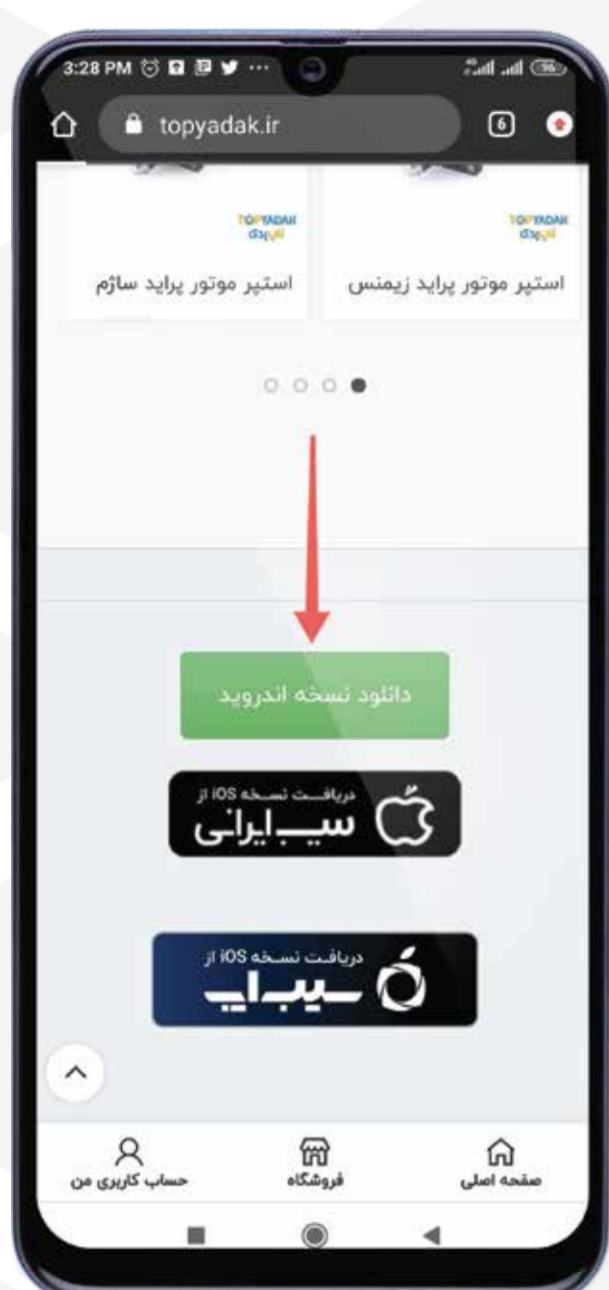 3:28 PM
96
topyadak.ir
6
TOPYADAK
TOPYADAK
استپر موتور پراید زیمنس
استپر موتور پراید ساژم
دانلود نسخه اندروید
دریافت نسخه iOS از
سیب ایرانی
دریافت نسخه iOS از
سیب‌اپ
صفحه اصلی
فروشگاه
حساب کاربری من